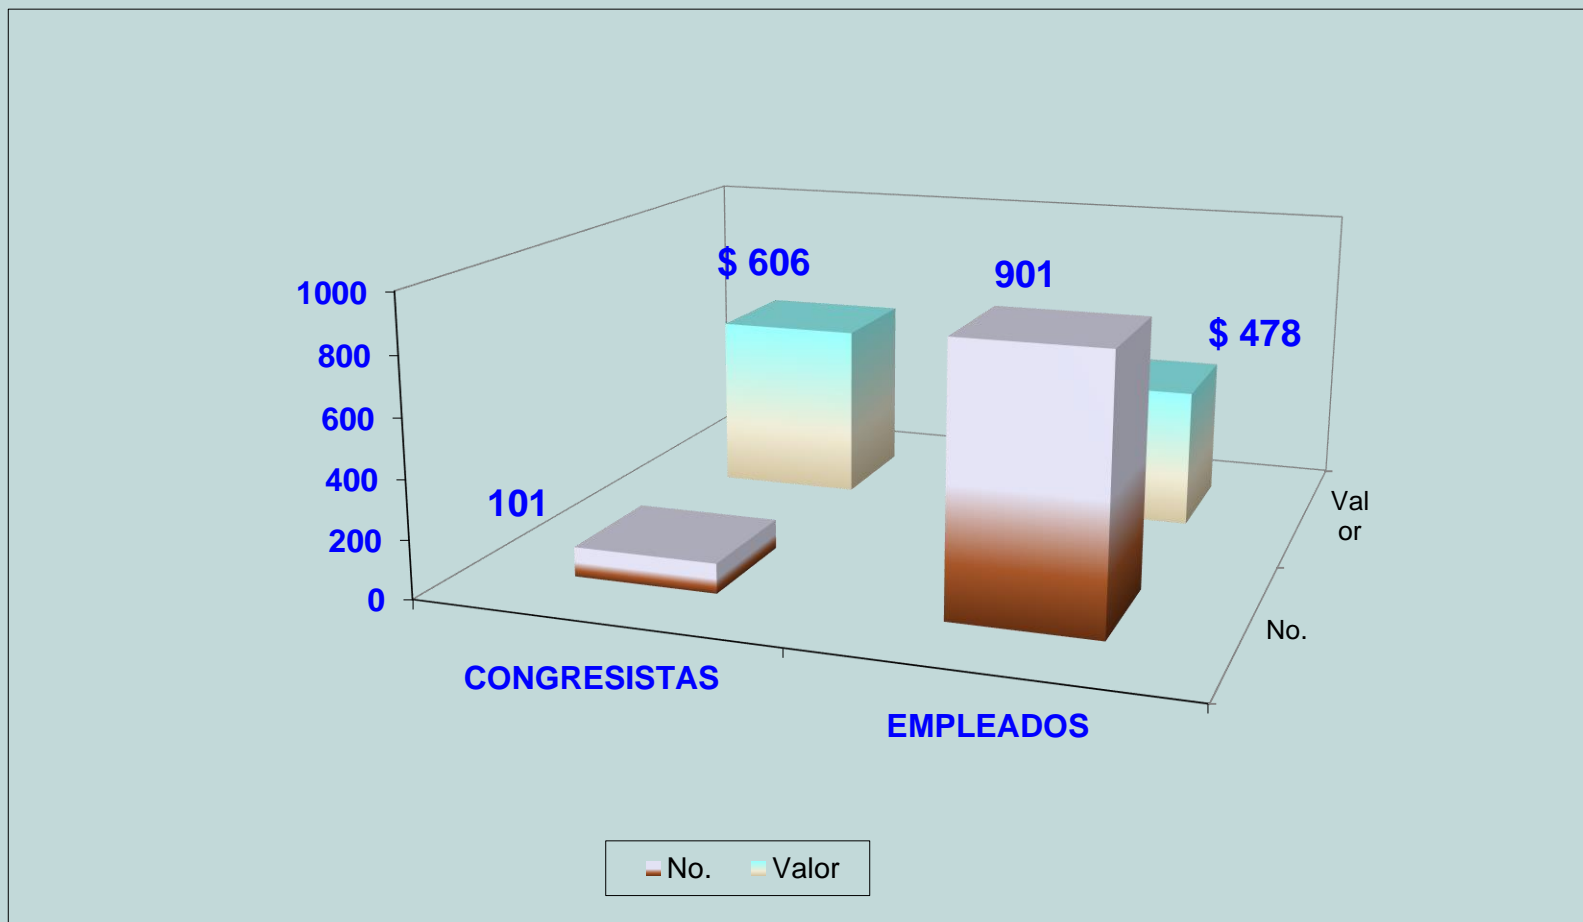 $ 606
901
1000
$ 478
800
600
400
Val
or
101
200
0
No.
CONGRESISTAS
EMPLEADOS
No. Valor